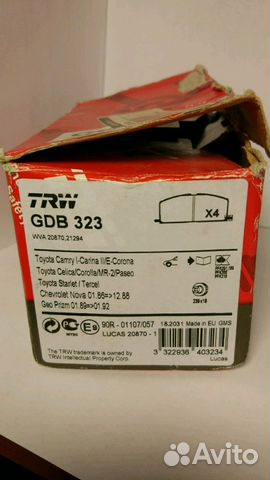 TRW
GDB 323
WVA 20870,21294
X4
Toyota Camry I-Carina II/E-Corona
Toyota Celica/Corolla/MR-2/Paseo
Toyota Starlet / Tercel
Chevrolet Nova 01.86=>12.88
Geo Prizm 01.89=>01.92
90R - 01107/057
18.2031 Made in EU GMS
LUCAS 20870 - 1
The TRW trademark is owned by
TRW Intellectual Property Corp.
3 322936 403234
Lucas
Avito